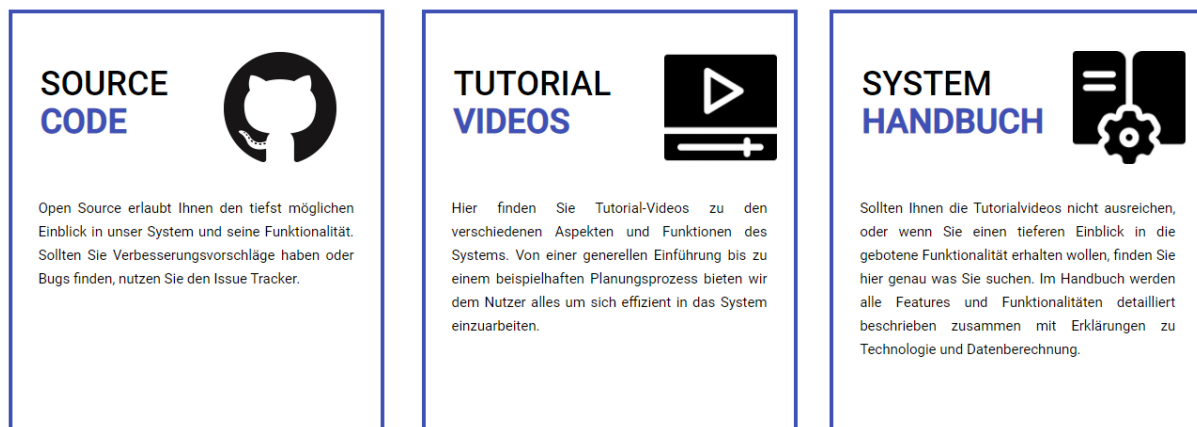 SOURCE
CODE
Open Source erlaubt Ihnen den tiefst möglichen
Einblick in unser System und seine Funktionalität.
Sollten Sie Verbesserungsvorschläge haben oder
Bugs finden, nutzen Sie den Issue Tracker.
TUTORIAL
VIDEOS
Hier finden Sie Tutorial-Videos zu den
verschiedenen Aspekten und Funktionen des
Systems. Von einer generellen Einführung bis zu
einem beispielhaften Planungsprozess bieten wir
dem Nutzer alles um sich effizient in das System
einzuarbeiten.
SYSTEM
HANDBUCH
Sollten Ihnen die Tutorialvideos nicht ausreichen,
oder wenn Sie einen tieferen Einblick in die
gebotene Funktionalität erhalten wollen, finden Sie
hier genau was Sie suchen. Im Handbuch werden
alle Features und Funktionalitäten detailliert
beschrieben zusammen mit Erklärungen zu
Technologie und Datenberechnung.